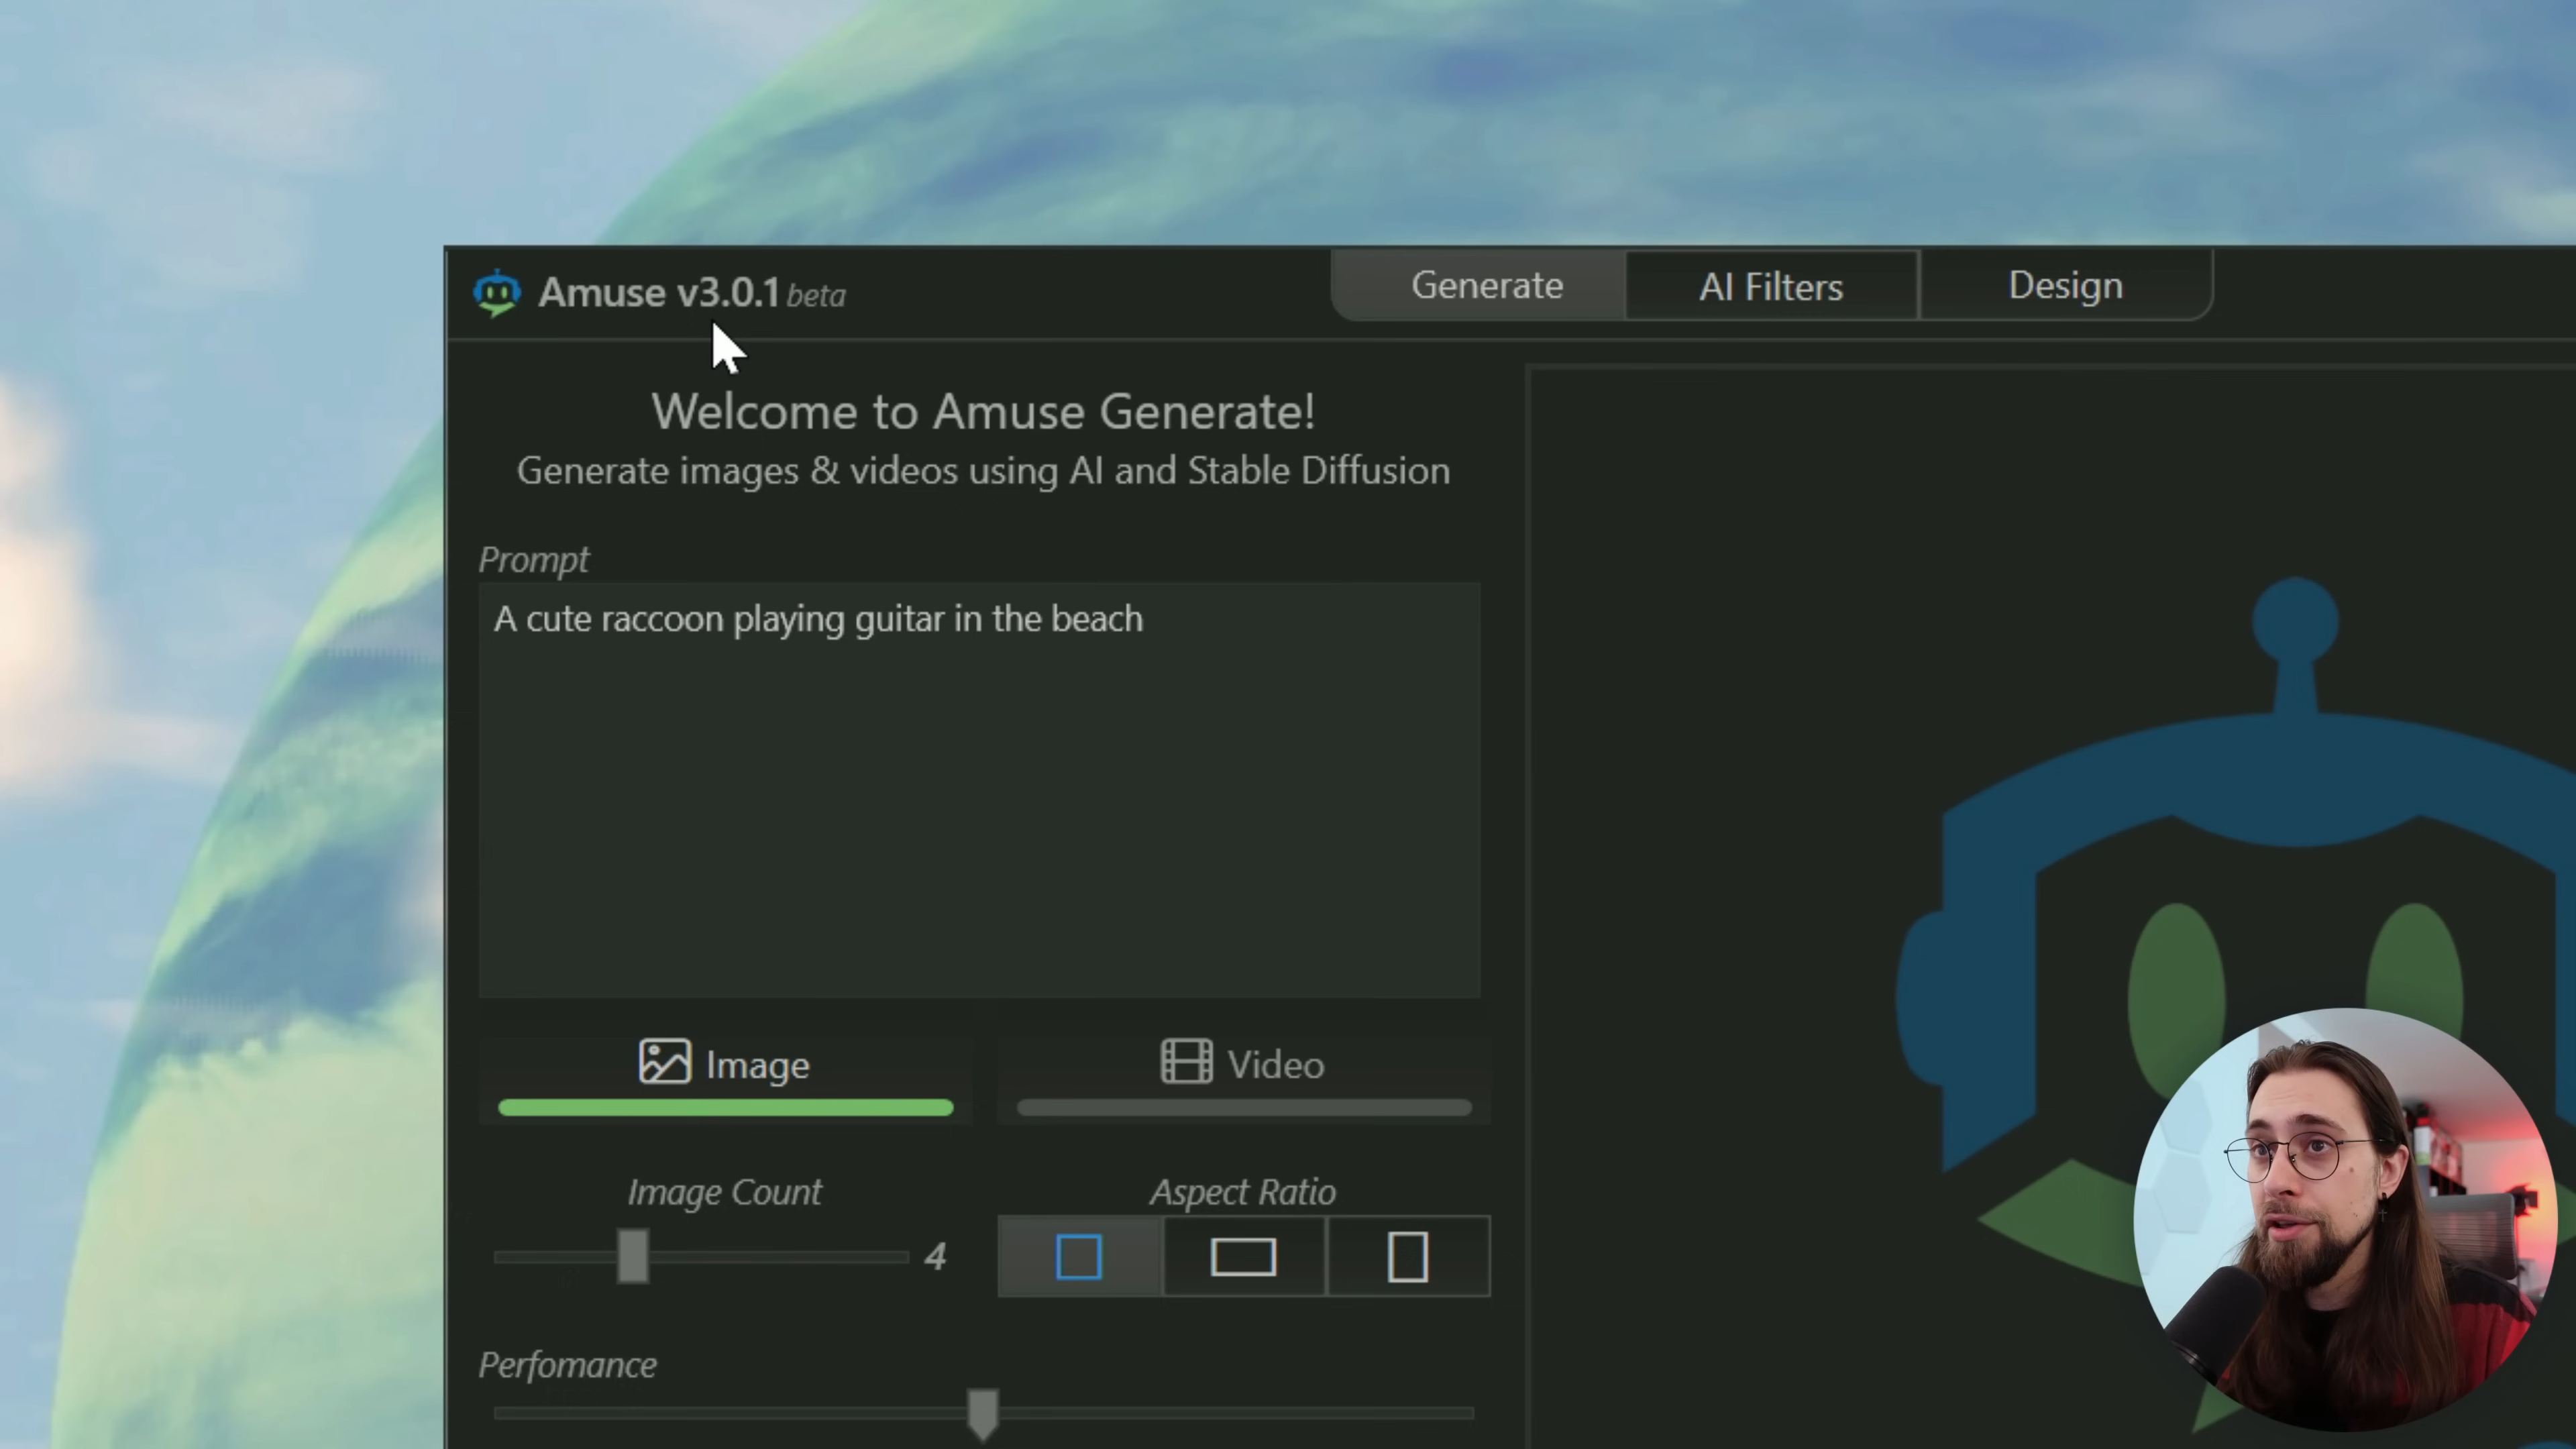 Amuse v3.0.1 beta
Generate
AI Filters
Design
Welcome to Amuse Generate!
Generate images & videos using AI and Stable Diffusion
Prompt
A cute raccoon playing guitar in the beach
Image
Video
Image Count
4
Aspect Ratio
Perfomance